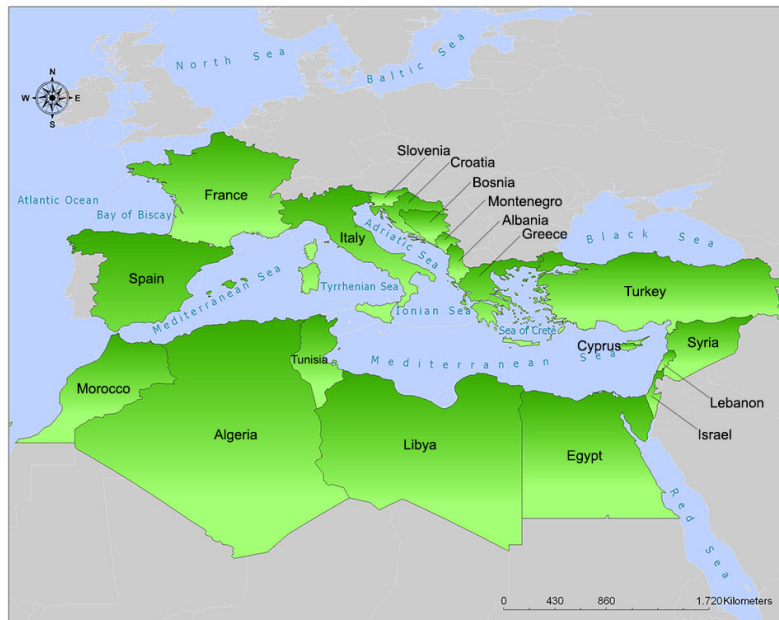 North Sea
Baltic Sea
N
W E
S
Slovenia
Croatia
Bosnia
Montenegro
Albania
Greece
France
Atlantic Ocean
Bay of Biscay
Italy
Adriatic Sea
Black Sea
Spain
Mediterranean Sea
Tyrrhenian Sea
Turkey
Ionian Sea
Sea of Crete
Cyprus
Syria
Tunisia
Mediterranean Sea
Morocco
Lebanon
Algeria
Libya
Israel
Egypt
Red Sea
0 430 860 1.720 Kilometers